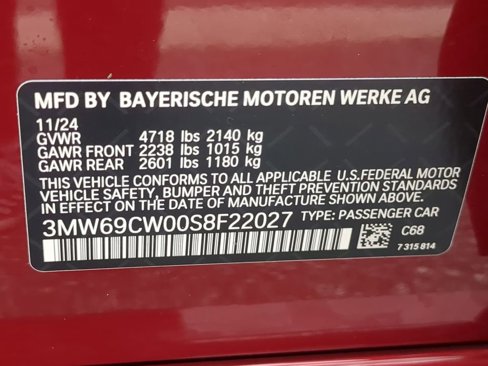 MFD BY BAYERISCHE MOTOREN WERKE AG
11/24
GVWR 4718 lbs 2140 kg
GAWR FRONT 2238 lbs 1015 kg
GAWR REAR 2601 lbs 1180 kg
THIS VEHICLE CONFORMS TO ALL APPLICABLE U.S.FEDERAL MOTOR
VEHICLE SAFETY, BUMPER AND THEFT PREVENTION STANDARDS IN
EFFECT ON THE DATE OF MANUFACTURE SHOWN ABOVE.
3MW69CW00S8F22027 TYPE: PASSENGER CAR
C68
7 315 814